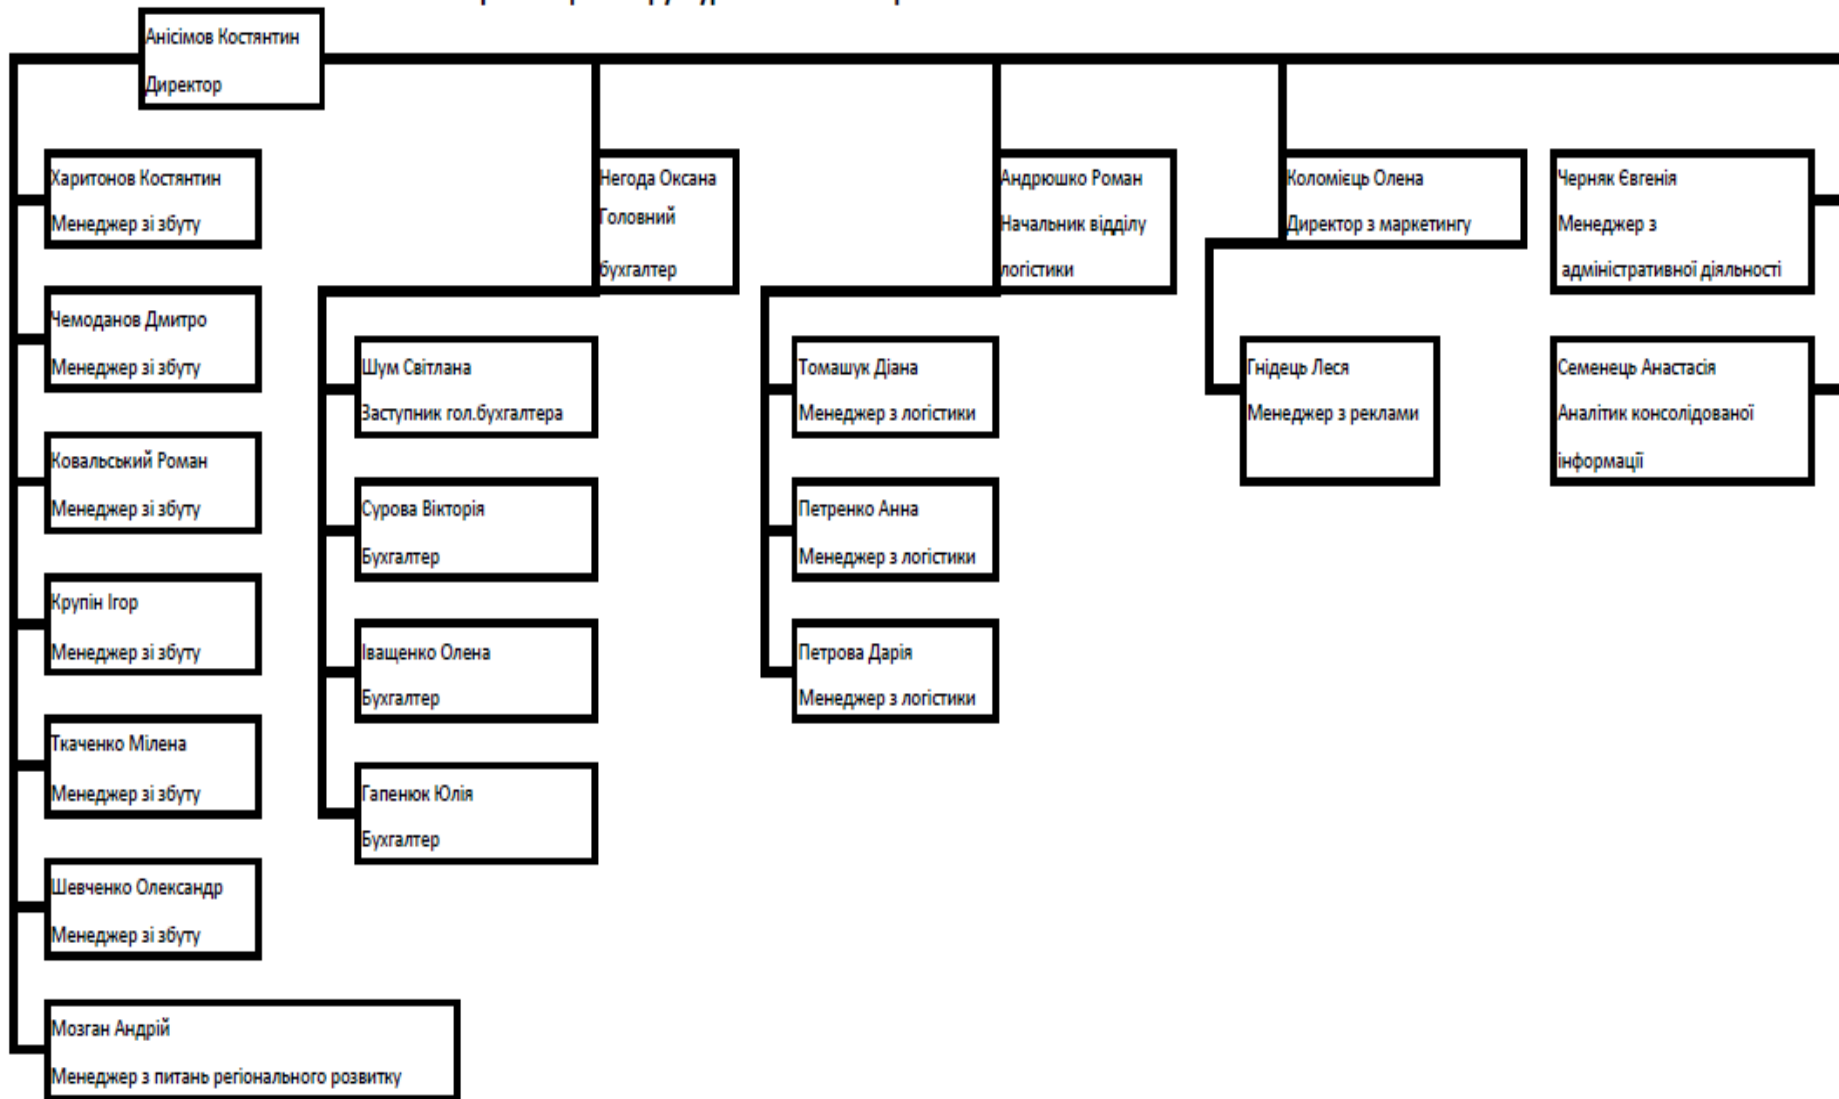 Анісімов Костянтин
Директор
Харитонов Костянтин
Менеджер зі збуту
Чемоданов Дмитро
Менеджер зі збуту
Ковальський Роман
Менеджер зі збуту
Крупін Ігор
Менеджер зі збуту
Ткаченко Мілена
Менеджер зі збуту
Шевченко Олександр
Менеджер зі збуту
Мозган Андрій
Менеджер з питань регіонального розвитку
Негода Оксана
Головний
бухгалтер
Шум Світлана
Заступник гол.бухгалтера
Сурова Вікторія
Бухгалтер
Іващенко Олена
Бухгалтер
Гапенюк Юлія
Бухгалтер
Андрюшко Роман
Начальник відділу
логістики
Томашук Діана
Менеджер з логістики
Петренко Анна
Менеджер з логістики
Петрова Дарія
Менеджер з логістики
Коломієць Олена
Директор з маркетингу
Гнідець Леся
Менеджер з реклами
Черняк Євгенія
Менеджер з
адміністративної діяльності
Семенець Анастасія
Аналітик консолідованої
інформації